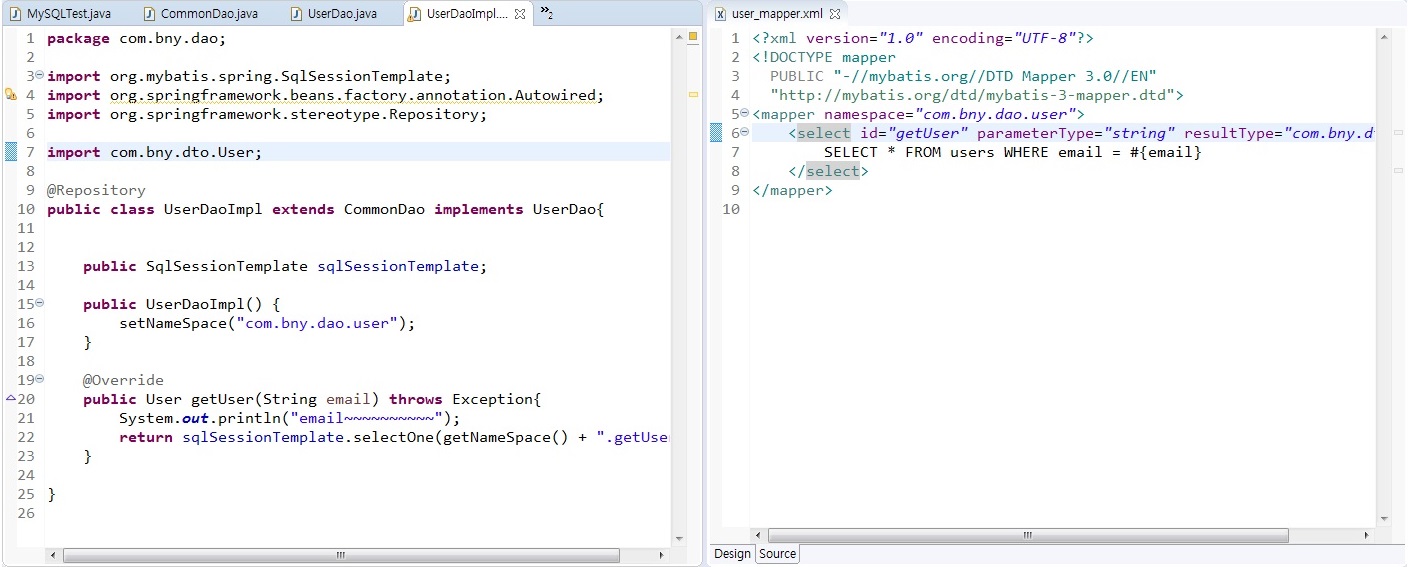 MySQLTest.java CommonDao.java UserDao.java UserDaoImpl.... »2
1 package com.bny.dao;
2
3 import org.mybatis.spring.SqlSessionTemplate;
4 import org.springframework.beans.factory.annotation.Autowired;
5 import org.springframework.stereotype.Repository;
6
7 import com.bny.dto.User;
8
9 @Repository
10 public class UserDaoImpl extends CommonDao implements UserDao{
11
12
13 public SqlSessionTemplate sqlSessionTemplate;
14
15 public UserDaoImpl() {
16 setNameSpace("com.bny.dao.user");
17 }
18
19 @Override
20 public User getUser(String email) throws Exception{
21 System.out.println("email~~~~~~~~~~");
22 return sqlSessionTemplate.selectOne(getNameSpace() + ".getUse
23 }
24
25 }
26
user_mapper.xml
1 <?xml version="1.0" encoding="UTF-8"?>
2 <!DOCTYPE mapper
3 PUBLIC "-//mybatis.org//DTD Mapper 3.0//EN"
4 "http://mybatis.org/dtd/mybatis-3-mapper.dtd">
5 <mapper namespace="com.bny.dao.user">
6 <select id="getUser" parameterType="string" resultType="com.bny.d
7 SELECT * FROM users WHERE email = #{email}
8 </select>
9 </mapper>
10
Design Source